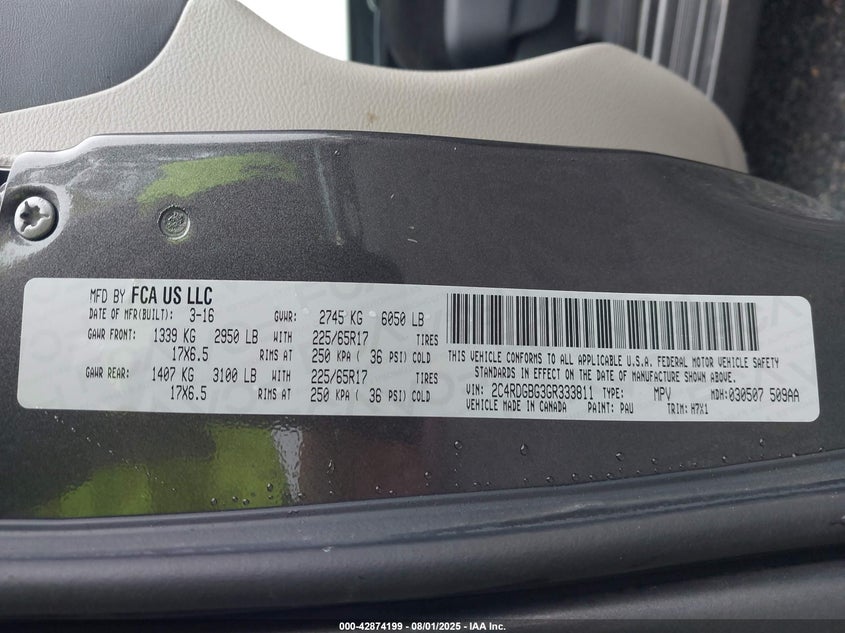 MFD BY FCA US LLC
DATE OF MFR(BUILT): 3-16 GVWR: 2745 KG 6050 LB
GAWR FRONT: 1339 KG 2950 LB WITH 225/65R17 TIRES
17X6.5 RIMS AT 250 KPA ( 36 PSI) COLD
GAWR REAR: 1407 KG 3100 LB WITH 225/65R17 TIRES
17X6.5 RIMS AT 250 KPA ( 36 PSI) COLD
THIS VEHICLE CONFORMS TO ALL APPLICABLE U.S.A. FEDERAL MOTOR VEHICLE SAFETY
STANDARDS IN EFFECT ON THE DATE OF MANUFACTURE SHOWN ABOVE.
VIN: 2C4RDGBG3GR333811 TYPE: MPV MDH:030507 509AA
VEHICLE MADE IN CANADA PAINT: PAU TRIM: H7X1
000-42874199 - 08/01/2025 - IAA Inc.